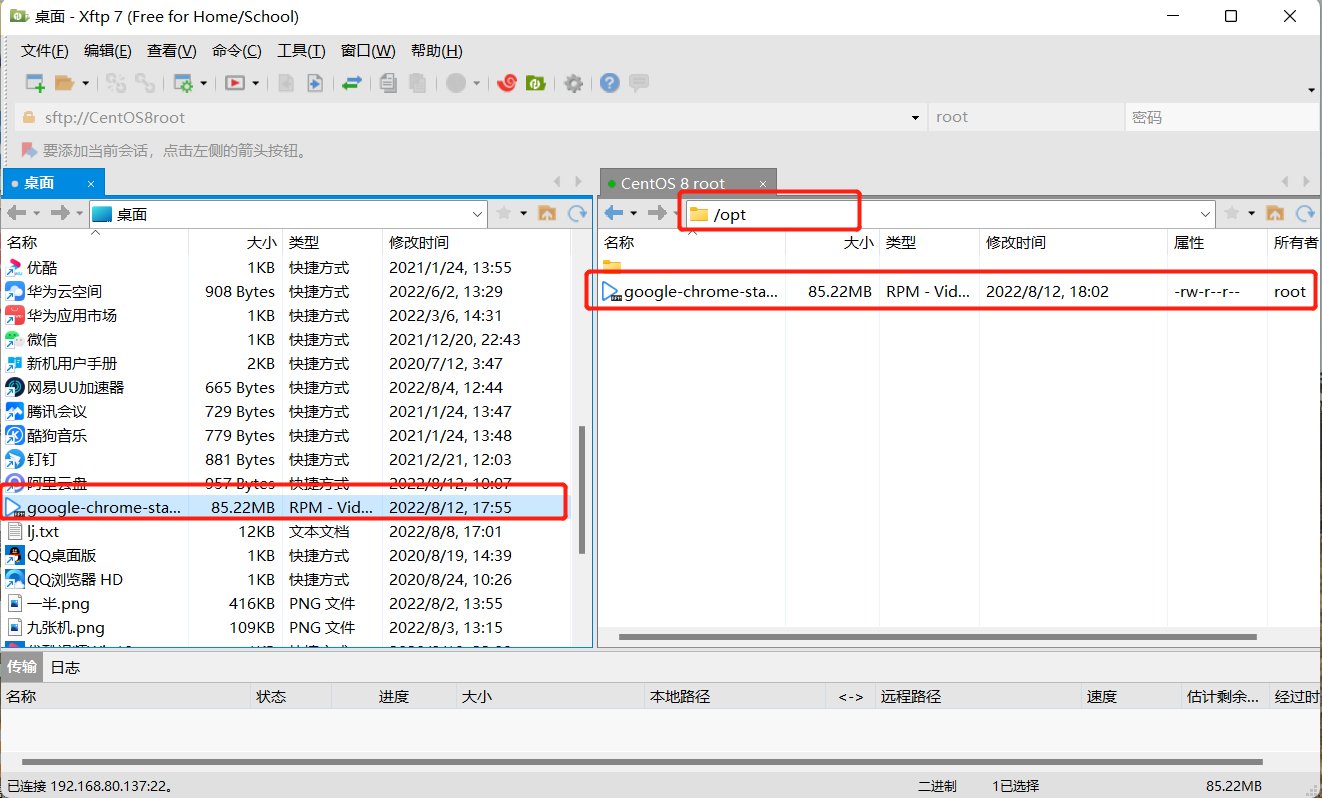 桌面 - Xftp 7 (Free for Home/School)
文件(F) 编辑(E) 查看(V) 命令(C) 工具(T) 窗口(W) 帮助(H)
sftp://CentOS8root root 密码
要添加当前会话，点击左侧的箭头按钮。
桌面 × CentOS 8 root ×
桌面 /opt
名称 大小 类型 修改时间 名称 大小 类型 修改时间 属性 所有者
优酷 1KB 快捷方式 2021/1/24, 13:55
华为云空间 908 Bytes 快捷方式 2022/6/2, 13:29 google-chrome-sta... 85.22MB RPM - Vid... 2022/8/12, 18:02 -rw-r--r-- root
华为应用市场 1KB 快捷方式 2022/3/6, 14:31
微信 1KB 快捷方式 2021/12/20, 22:43
新机用户手册 2KB 快捷方式 2020/7/12, 3:47
网易UU加速器 665 Bytes 快捷方式 2022/8/4, 12:44
腾讯会议 729 Bytes 快捷方式 2021/1/24, 13:47
酷狗音乐 779 Bytes 快捷方式 2021/1/24, 13:48
钉钉 881 Bytes 快捷方式 2021/2/21, 12:03
阿里云盘 957 Bytes 快捷方式 2022/8/12, 10:07
google-chrome-sta... 85.22MB RPM - Vid... 2022/8/12, 17:55
lj.txt 12KB 文本文档 2022/8/8, 17:01
QQ桌面版 1KB 快捷方式 2020/8/19, 14:39
QQ浏览器 HD 1KB 快捷方式 2020/8/24, 10:26
一半.png 416KB PNG 文件 2022/8/2, 13:55
九张机.png 109KB PNG 文件 2022/8/3, 13:15
传输 日志
名称 状态 进度 大小 本地路径 <-> 远程路径 速度 估计剩余... 经过时
已连接 192.168.80.137:22。 二进制 1已选择 85.22MB